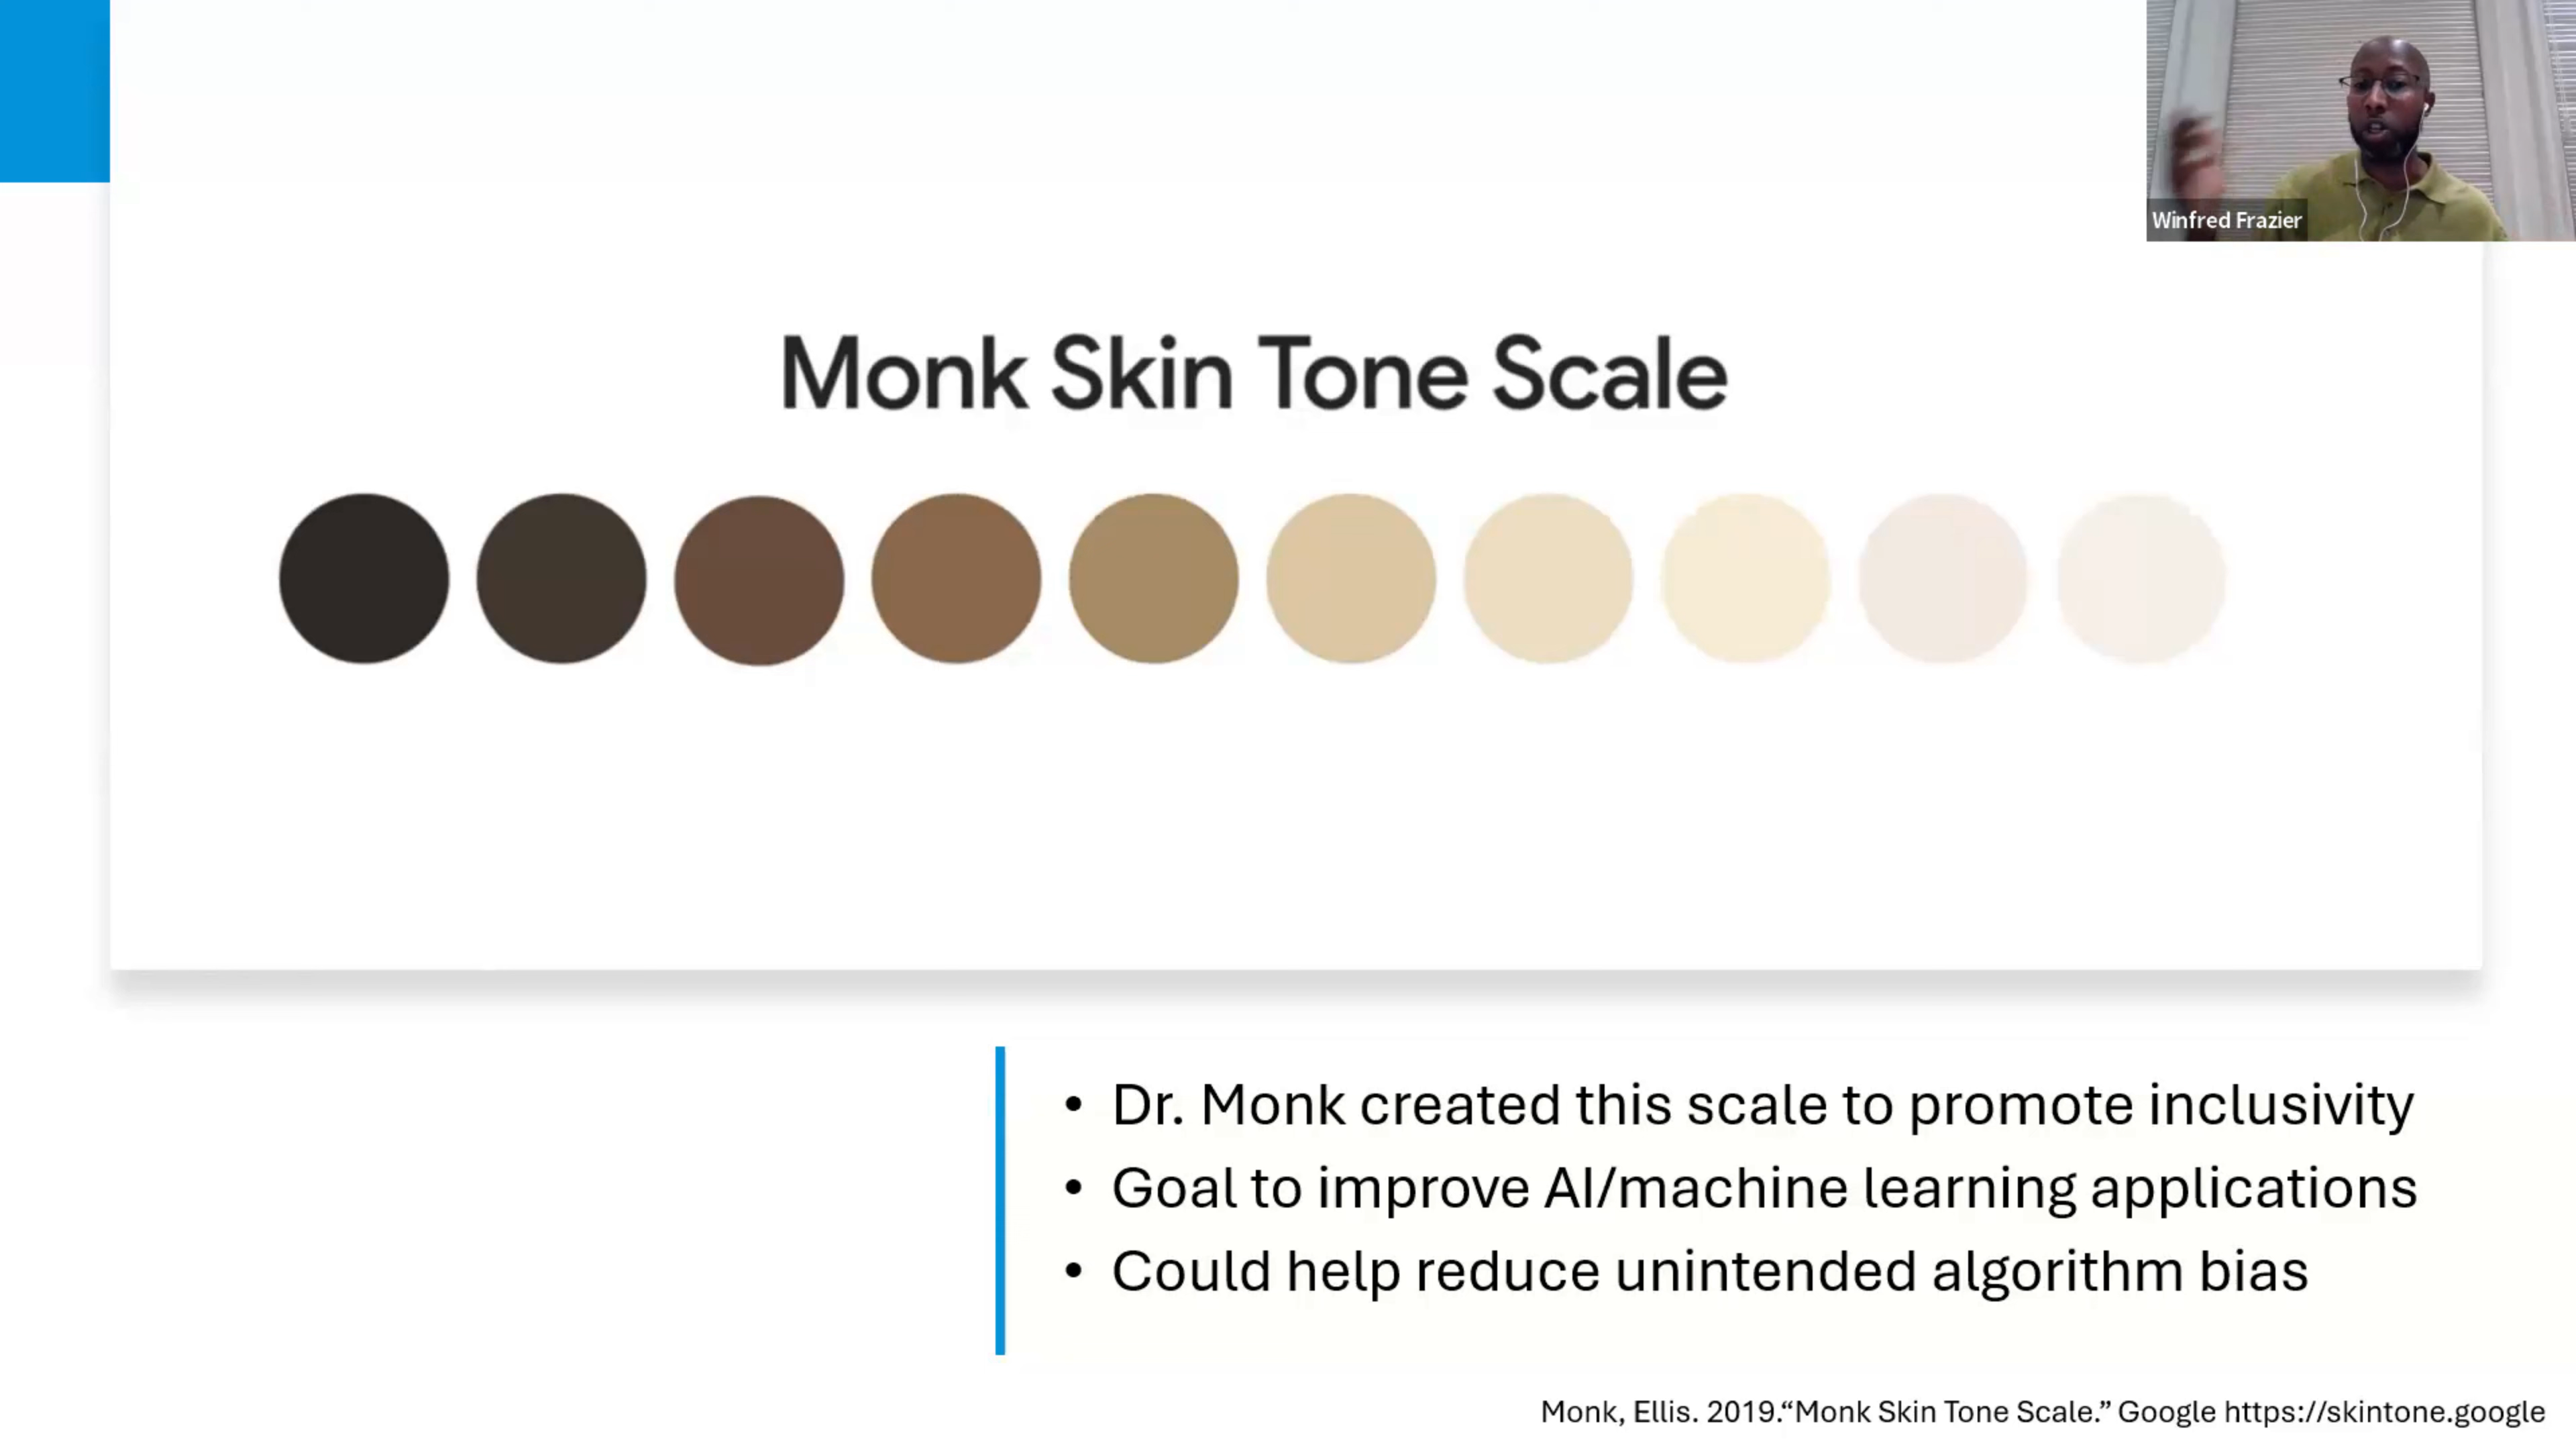 Winfred Frazier
Monk Skin Tone Scale
• Dr. Monk created this scale to promote inclusivity
• Goal to improve AI/machine learning applications
• Could help reduce unintended algorithm bias
Monk, Ellis. 2019.“Monk Skin Tone Scale.” Google https://skintone.google